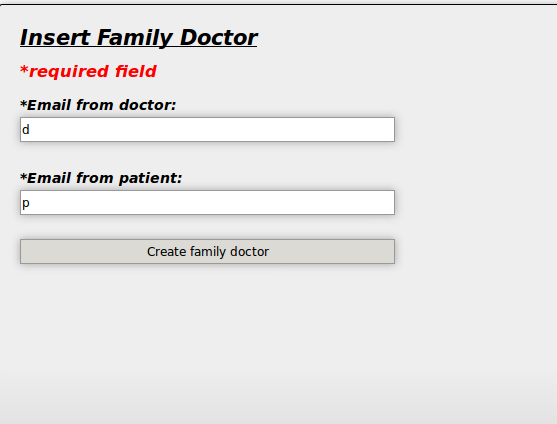 Insert Family Doctor
*required field
*Email from doctor:
d
*Email from patient:
p
Create family doctor